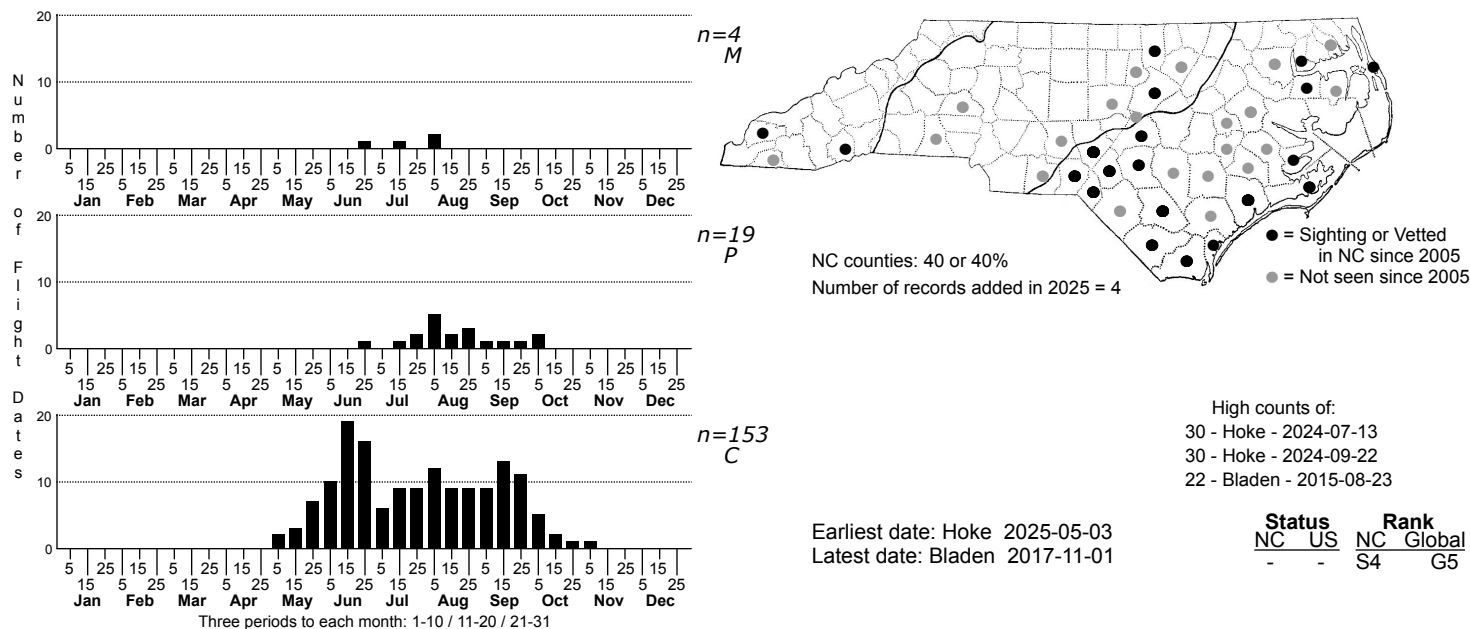 Number of Flight Dates
20
n=4
M
10
0
5 25 15 5 25 15 5 25 15 5 25 15 5 25 15 5 25 15
15 5 25 15 5 25 15 5 25 15 5 25 15 5 25 15 5 25
Jan Feb Mar Apr May Jun Jul Aug Sep Oct Nov Dec
20
n=19
P
10
0
5 25 15 5 25 15 5 25 15 5 25 15 5 25 15 5 25 15
15 5 25 15 5 25 15 5 25 15 5 25 15 5 25 15 5 25
Jan Feb Mar Apr May Jun Jul Aug Sep Oct Nov Dec
20
n=153
C
10
0
5 25 15 5 25 15 5 25 15 5 25 15 5 25 15 5 25 15
15 5 25 15 5 25 15 5 25 15 5 25 15 5 25 15 5 25
Jan Feb Mar Apr May Jun Jul Aug Sep Oct Nov Dec
Three periods to each month: 1-10 / 11-20 / 21-31
= Sighting or Vetted
in NC since 2005
= Not seen since 2005
NC counties: 40 or 40%
Number of records added in 2025 = 4
High counts of:
30 - Hoke - 2024-07-13
30 - Hoke - 2024-09-22
22 - Bladen - 2015-08-23
Earliest date: Hoke 2025-05-03
Latest date: Bladen 2017-11-01
Status Rank
NC US NC Global
- - S4 G5